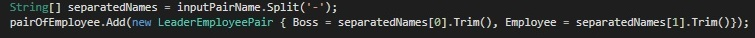 String[] separatedNames = inputPairName.Split('-');
pairOfEmployee.Add(new LeaderEmployeePair { Boss = separatedNames[0].Trim(), Employee = separatedNames[1].Trim()});